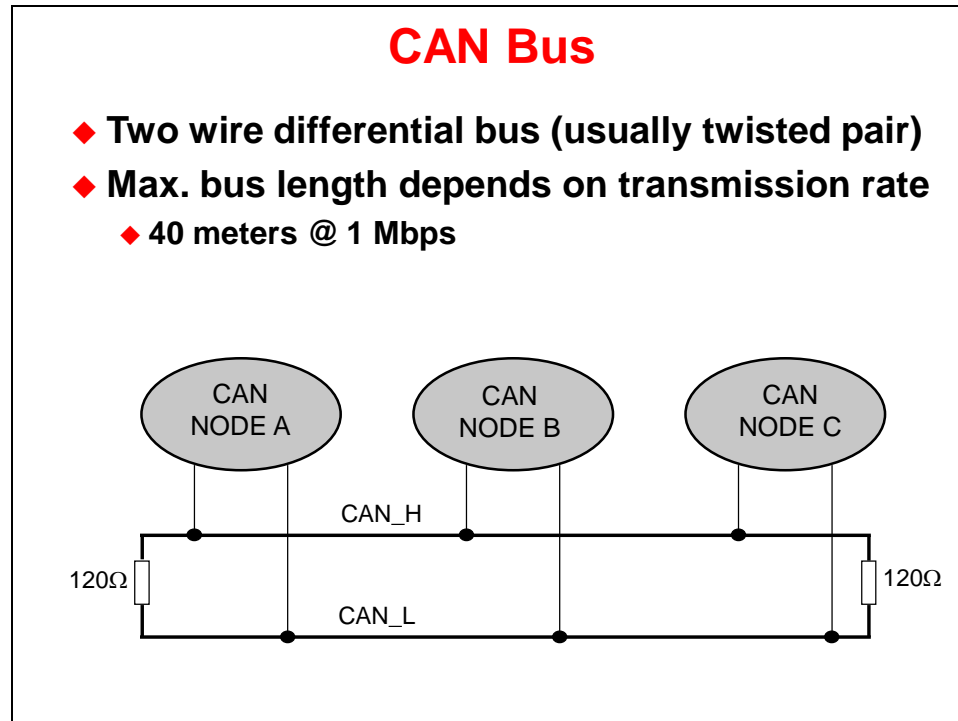 CAN Bus
Two wire differential bus (usually twisted pair)
Max. bus length depends on transmission rate
40 meters @ 1 Mbps
CAN
NODE A
CAN
NODE B
CAN
NODE C
CAN_H
120Ω
120Ω
CAN_L